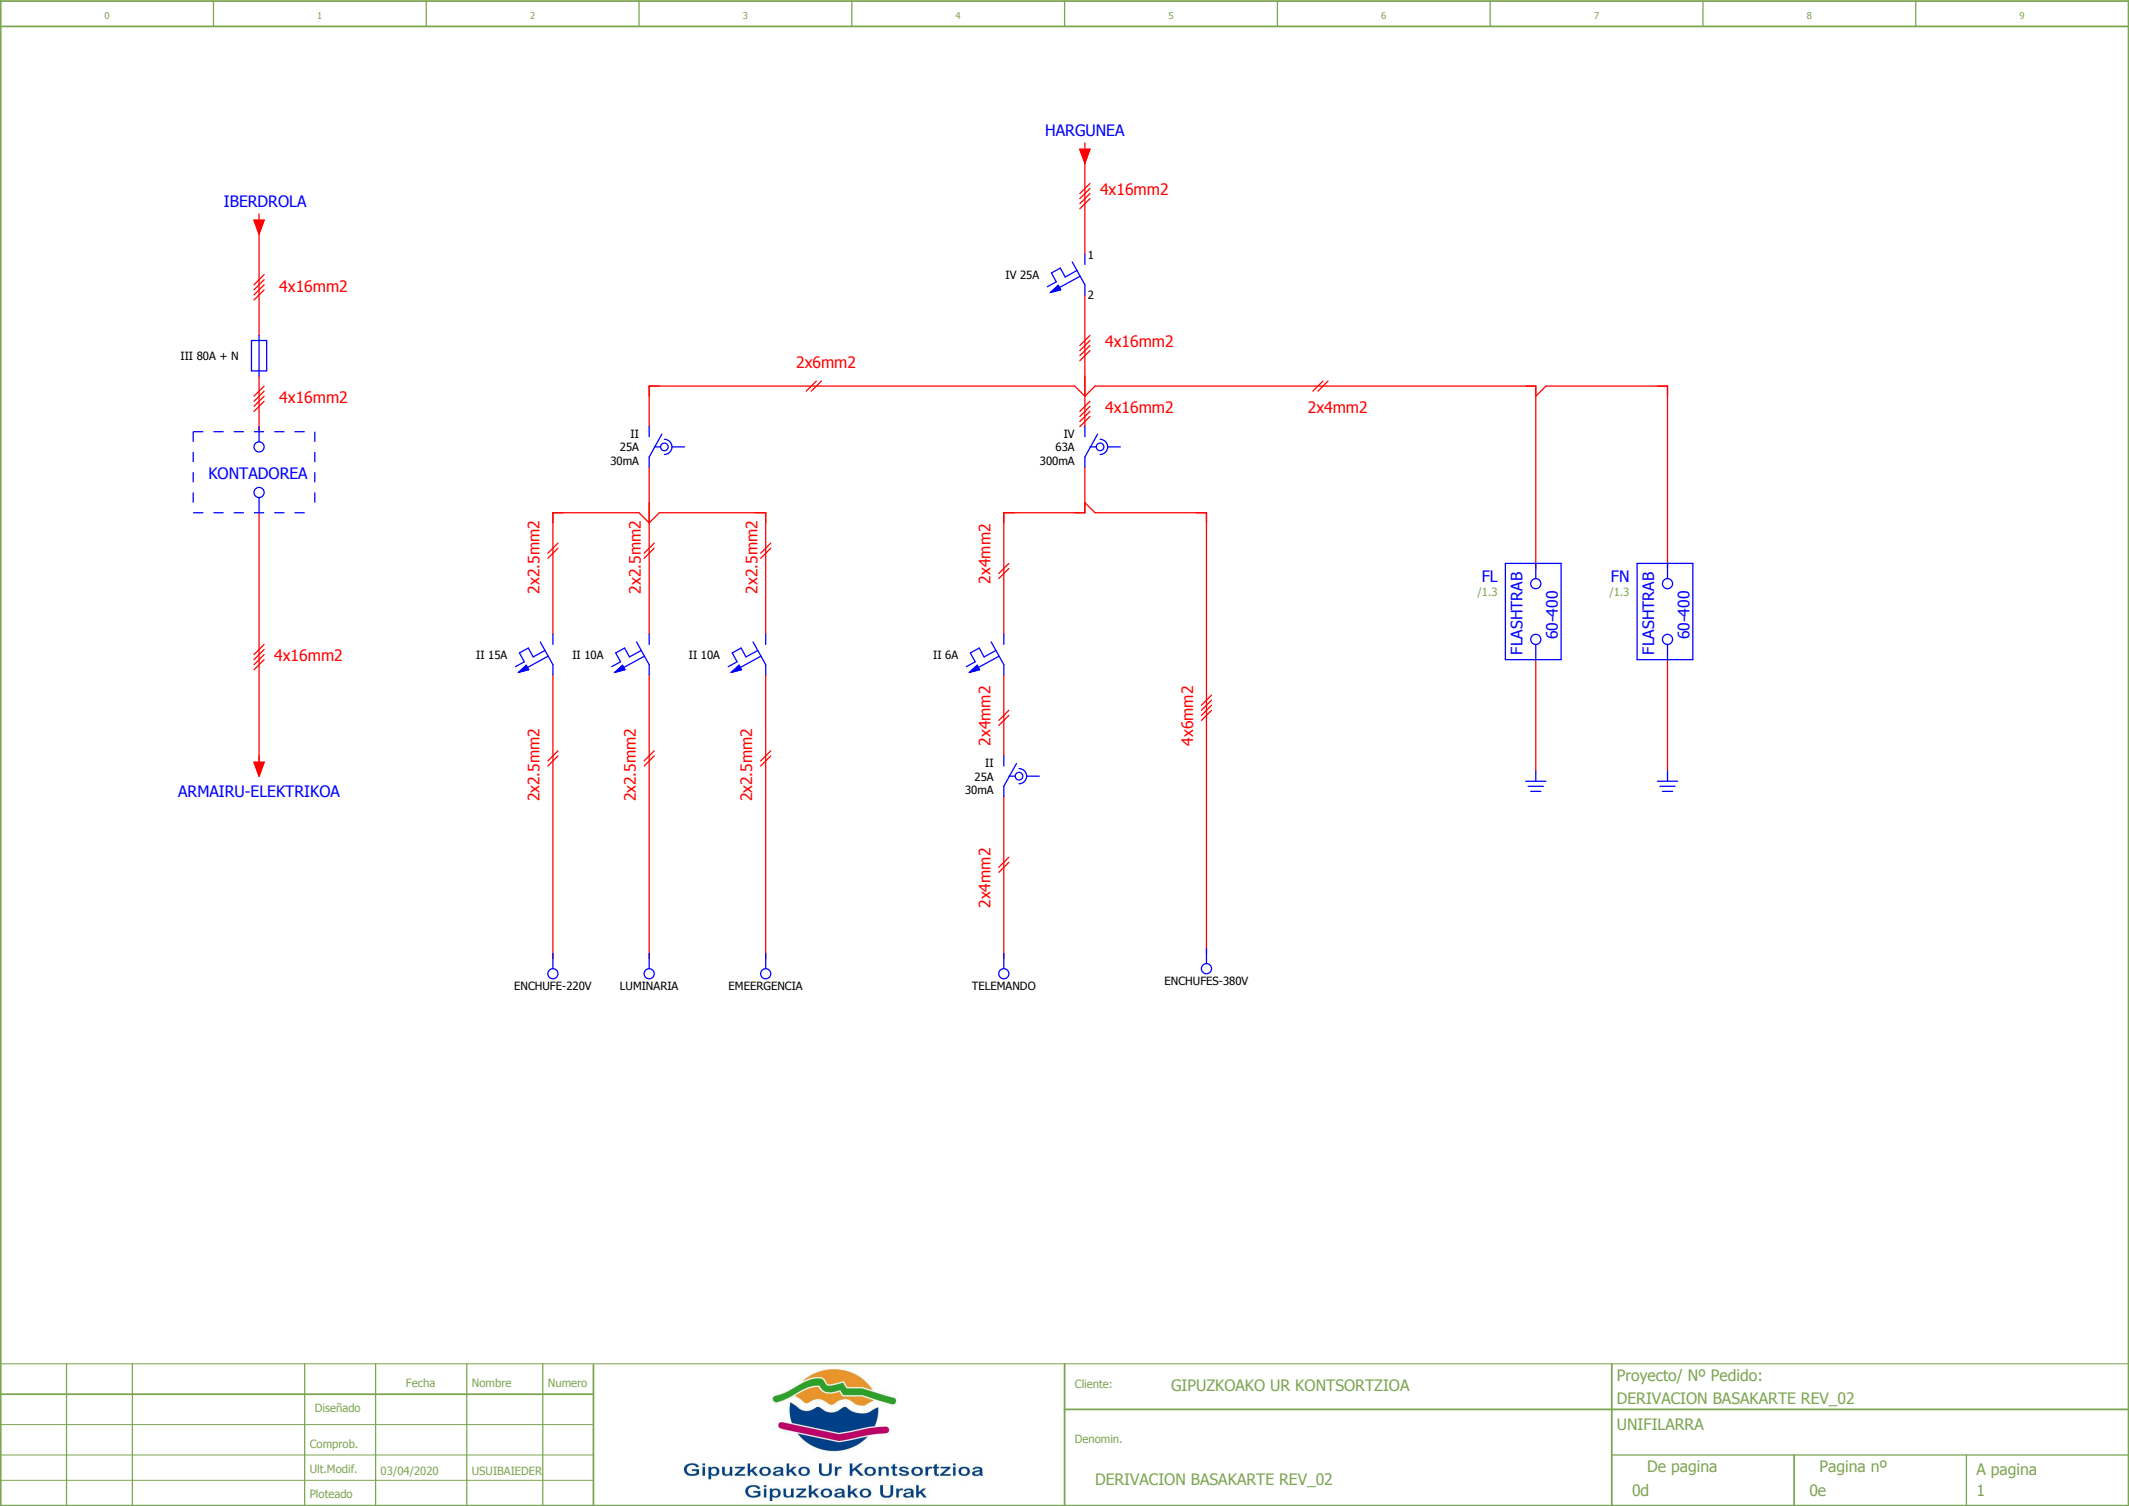 0 1 2 3 4 5 6 7 8 9
HARGUNEA
4x16mm2
IBERDROLA
1
IV 25A
2
4x16mm2
4x16mm2
2x6mm2
III 80A + N
4x16mm2
4x16mm2
2x4mm2
II
25A
30mA
IV
63A
300mA
KONTADOREA
2x2.5mm2
2x2.5mm2
2x2.5mm2
2x4mm2
FL
/1.3
FLASHTRAB
60-400
FN
/1.3
FLASHTRAB
60-400
4x16mm2
II 15A
II 10A
II 10A
II 6A
2x4mm2
4x6mm2
2x2.5mm2
2x2.5mm2
2x2.5mm2
II
25A
30mA
ARMAIRU-ELEKTRIKOA
2x4mm2
ENCHUFE-220V
LUMINARIA
EMEERGENCIA
TELEMANDO
ENCHUFES-380V
Fecha Nombre Numero
Diseñado
Comprob.
Ult.Modif. 03/04/2020 USUIBAIEDER
Ploteado
Gipuzkoako Ur Kontsortzioa
Gipuzkoako Urak
Cliente: GIPUZKOAKO UR KONTSORTZIOA
Denomin.
DERIVACION BASAKARTE REV_02
Proyecto/ Nº Pedido:
DERIVACION BASAKARTE REV_02
UNIFILARRA
De pagina Pagina nº A pagina
0d 0e 1